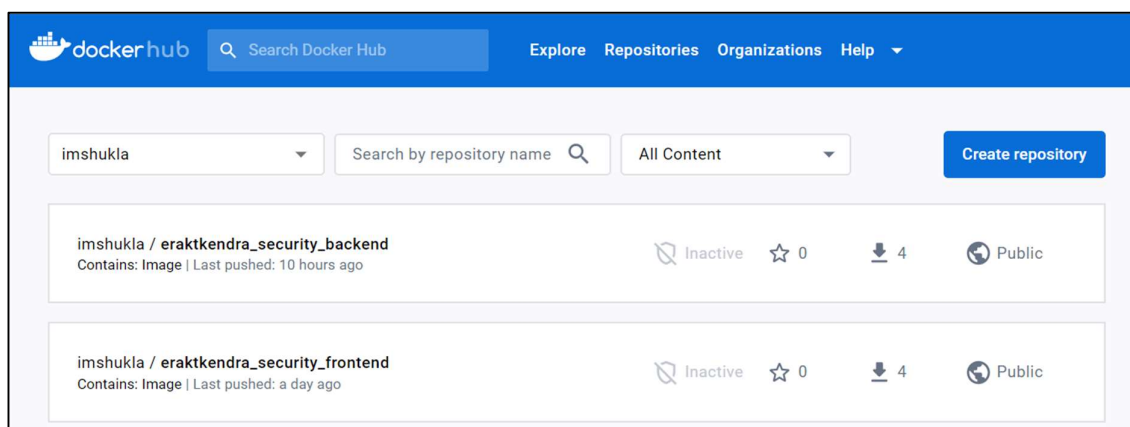 dockerhub Search Docker Hub Explore Repositories Organizations Help
imshukla Search by repository name All Content Create repository
imshukla / eraktkendra_security_backend Inactive 0 4 Public
Contains: Image | Last pushed: 10 hours ago
imshukla / eraktkendra_security_frontend Inactive 0 4 Public
Contains: Image | Last pushed: a day ago